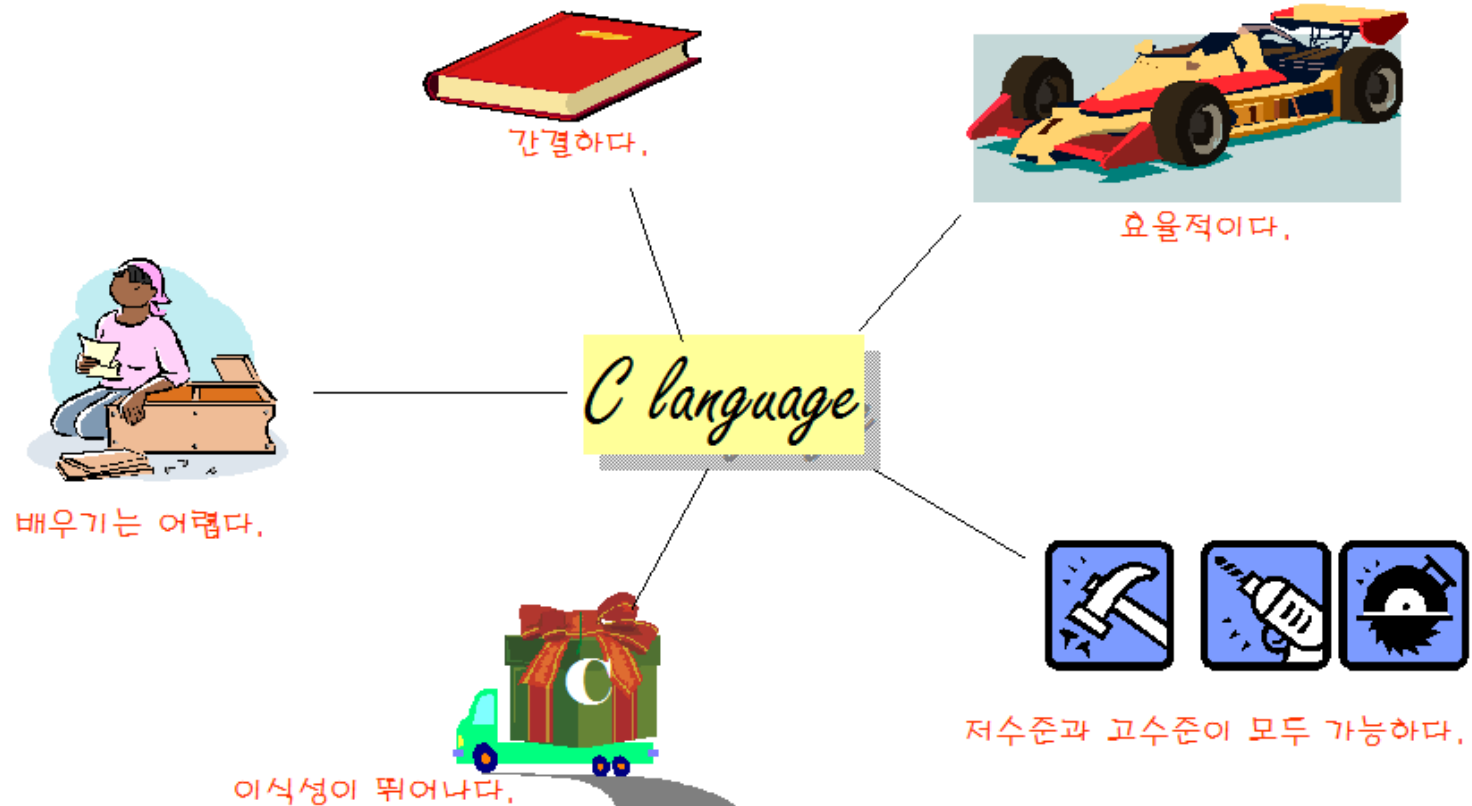 간결하다.
효율적이다.
C language
배우기는 어렵다.
C
저수준과 고수준이 모두 가능하다.
이식성이 뛰어나다.